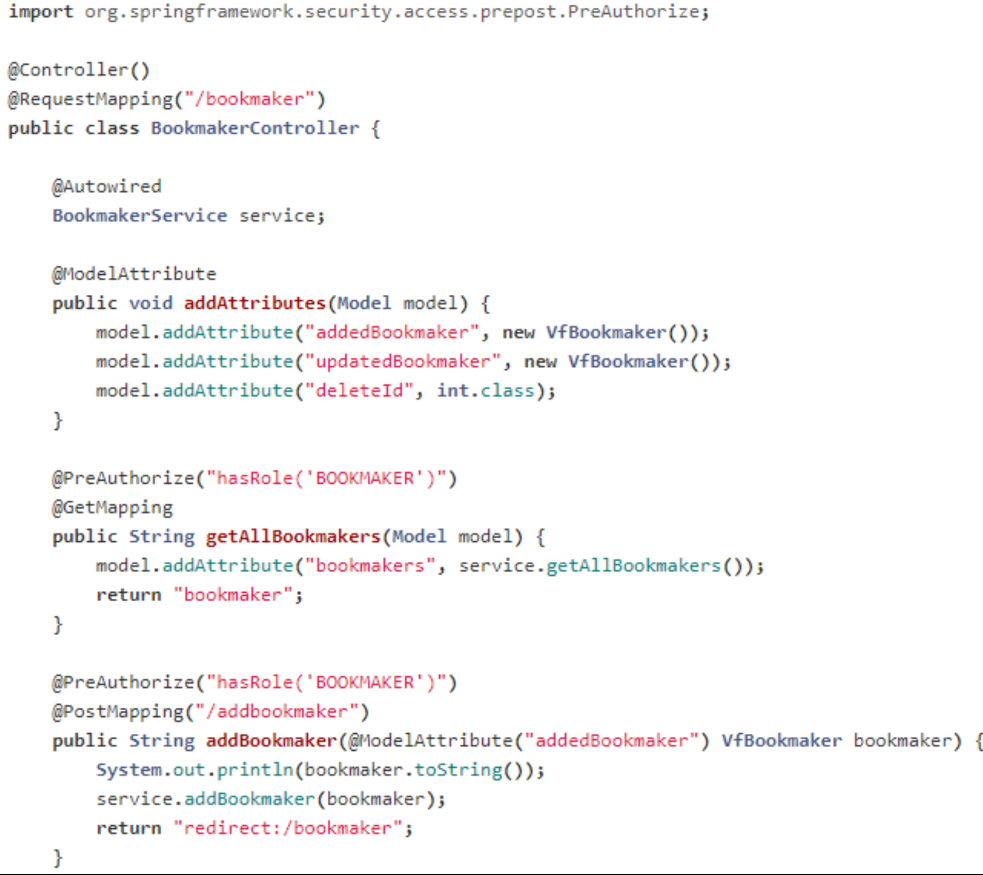 import org.springframework.security.access.prepost.PreAuthorize;
@Controller()
@RequestMapping("/bookmaker")
public class BookmakerController {
@Autowired
BookmakerService service;
@ModelAttribute
public void addAttributes(Model model) {
model.addAttribute("addedBookmaker", new VfBookmaker());
model.addAttribute("updatedBookmaker", new VfBookmaker());
model.addAttribute("deleteId", int.class);
}
@PreAuthorize("hasRole('BOOKMAKER')")
@GetMapping
public String getAllBookmakers(Model model) {
model.addAttribute("bookmakers", service.getAllBookmakers());
return "bookmaker";
}
@PreAuthorize("hasRole('BOOKMAKER')")
@PostMapping("/addbookmaker")
public String addBookmaker(@ModelAttribute("addedBookmaker") VfBookmaker bookmaker) {
System.out.println(bookmaker.toString());
service.addBookmaker(bookmaker);
return "redirect:/bookmaker";
}